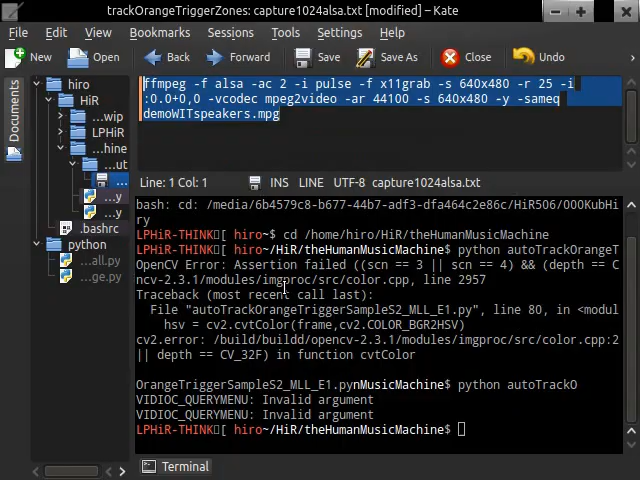 trackOrangeTriggerZones: capture1024alsa.txt [modified] – Kate
File Edit View Bookmarks Sessions Tools Settings Help
New Open Back Forward Save Save As Close Undo
Documents
hiro
HiR
...wip
LPHiR
...hine
...ut
...
...y
...y
.bashrc
python
...all.py
...ge.py
ffmpeg -f alsa -ac 2 -i pulse -f x11grab -s 640x480 -r 25 -i
:0.0+0,0 -vcodec mpeg2video -ar 44100 -s 640x480 -y -sameq
demoWITspeakers.mpg
Line: 1 Col: 1 INS LINE UTF-8 capture1024alsa.txt
bash: cd: /media/6b4579c8-b677-44b7-adf3-dfa464c2e86c/HiR506/000KubHi
ry
LPHiR-THINK[ hiro~$ cd /home/hiro/HiR/theHumanMusicMachine
LPHiR-THINK[ hiro~/HiR/theHumanMusicMachine$ python autoTrackOrangeT
OpenCV Error: Assertion failed ((scn == 3 || scn == 4) && (depth == C
ncv-2.3.1/modules/imgproc/src/color.cpp, line 2957
Traceback (most recent call last):
File "autoTrackOrangeTriggerSampleS2_MLL_E1.py", line 80, in <modul
hsv = cv2.cvtColor(frame,cv2.COLOR_BGR2HSV)
cv2.error: /build/buildd/opencv-2.3.1/modules/imgproc/src/color.cpp:2
|| depth == CV_32F) in function cvtColor
OrangeTriggerSampleS2_MLL_E1.pynMusicMachine$ python autoTrackO
VIDIOC_QUERYMENU: Invalid argument
VIDIOC_QUERYMENU: Invalid argument
LPHiR-THINK[ hiro~/HiR/theHumanMusicMachine$
Terminal